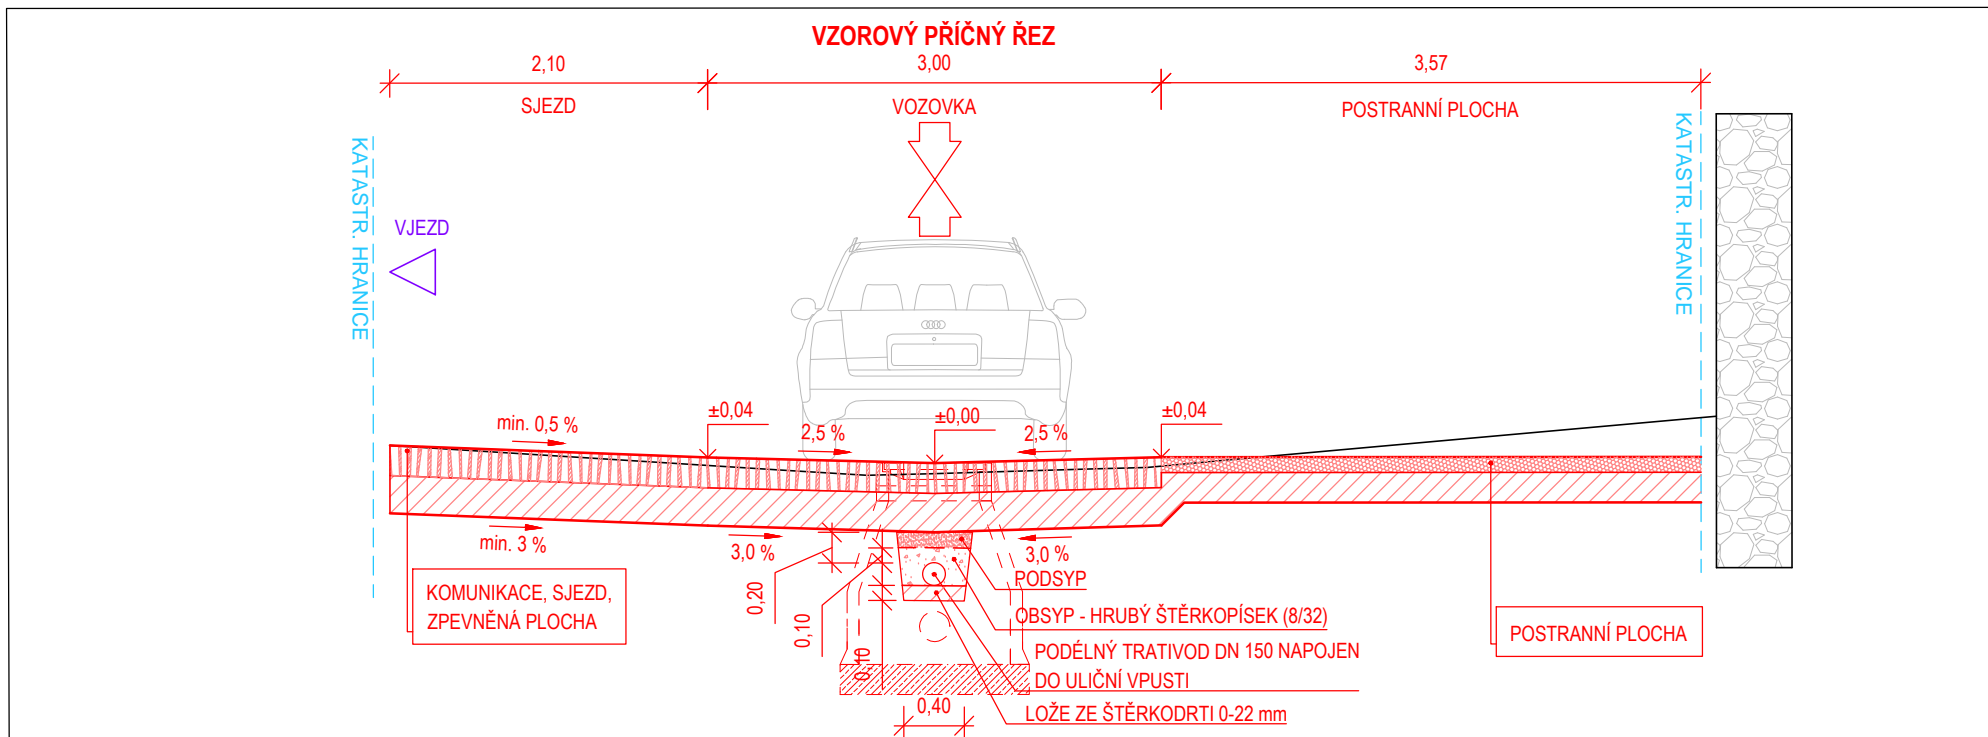 VZOROVÝ PŘÍČNÝ ŘEZ
2,10
3,00
3,57
SJEZD
VOZOVKA
POSTRANNÍ PLOCHA
KATASTR. HRANICE
KATASTR. HRANICE
VJEZD
min. 0,5 %
±0,04
2,5 %
±0,00
2,5 %
±0,04
min. 3 %
3,0 %
3,0 %
0,20
0,10
0,10
0,40
KOMUNIKACE, SJEZD,
ZPEVNĚNÁ PLOCHA
PODSYP
OBSYP - HRUBÝ ŠTĚRKOPÍSEK (8/32)
PODÉLNÝ TRATIVOD DN 150 NAPOJEN
DO ULIČNÍ VPUSTI
LOŽE ZE ŠTĚRKODRTI 0-22 mm
POSTRANNÍ PLOCHA